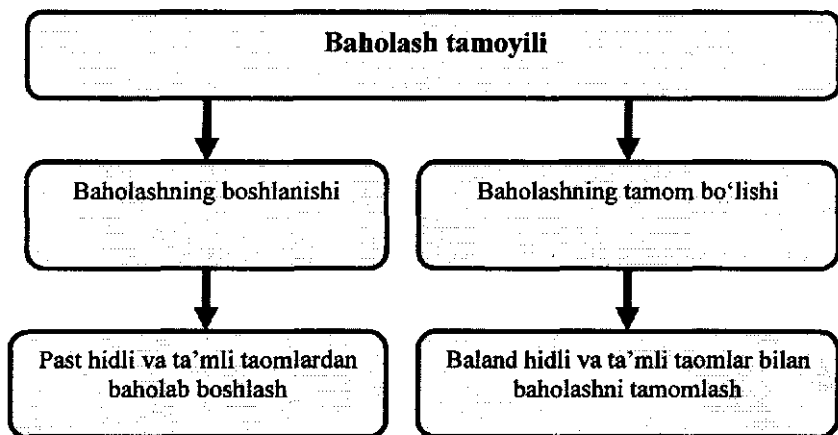 Baholash tamoyili
Baholashning boshlanishi
Baholashning tamom bo‘lishi
Past hidli va ta’mli taomlardan
baholab boshlash
Baland hidli va ta’mli taomlar bilan
baholashni tamomlash